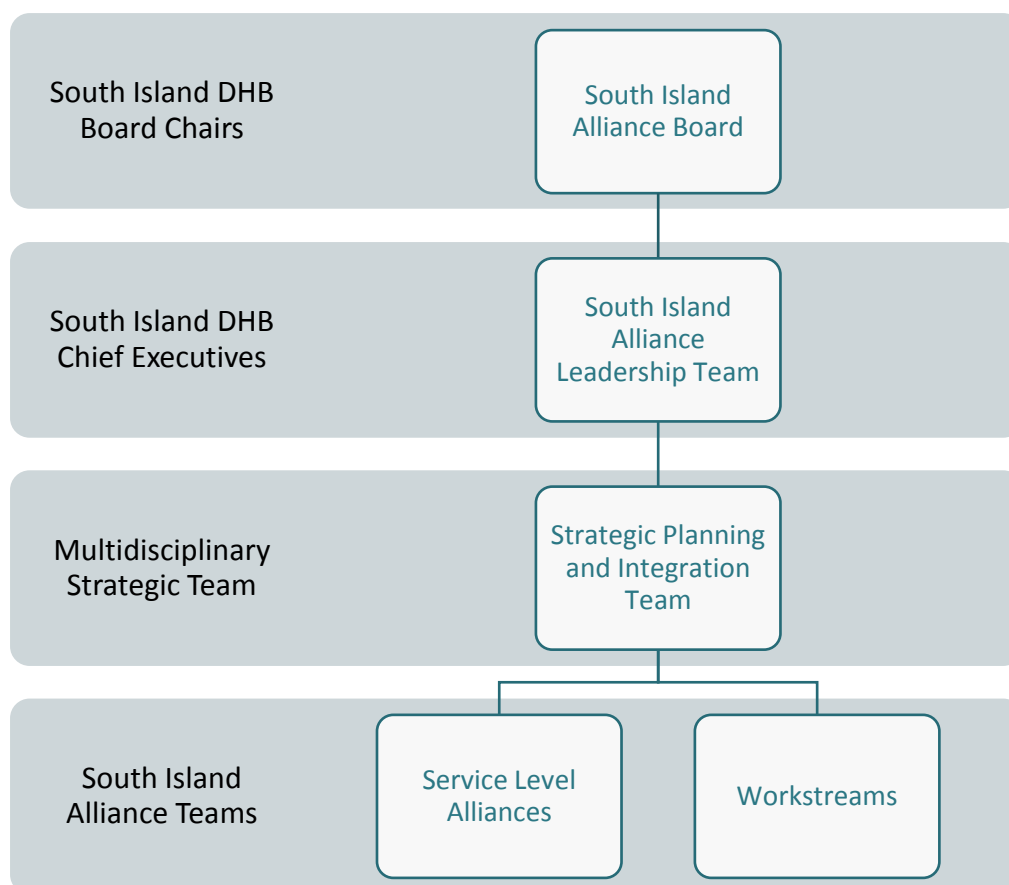 South Island DHB
Board Chairs
South Island
Alliance Board
South Island DHB
Chief Executives
South Island
Alliance
Leadership Team
Multidisciplinary
Strategic Team
Strategic Planning
and Integration
Team
South Island
Alliance Teams
Service Level
Alliances
Workstreams